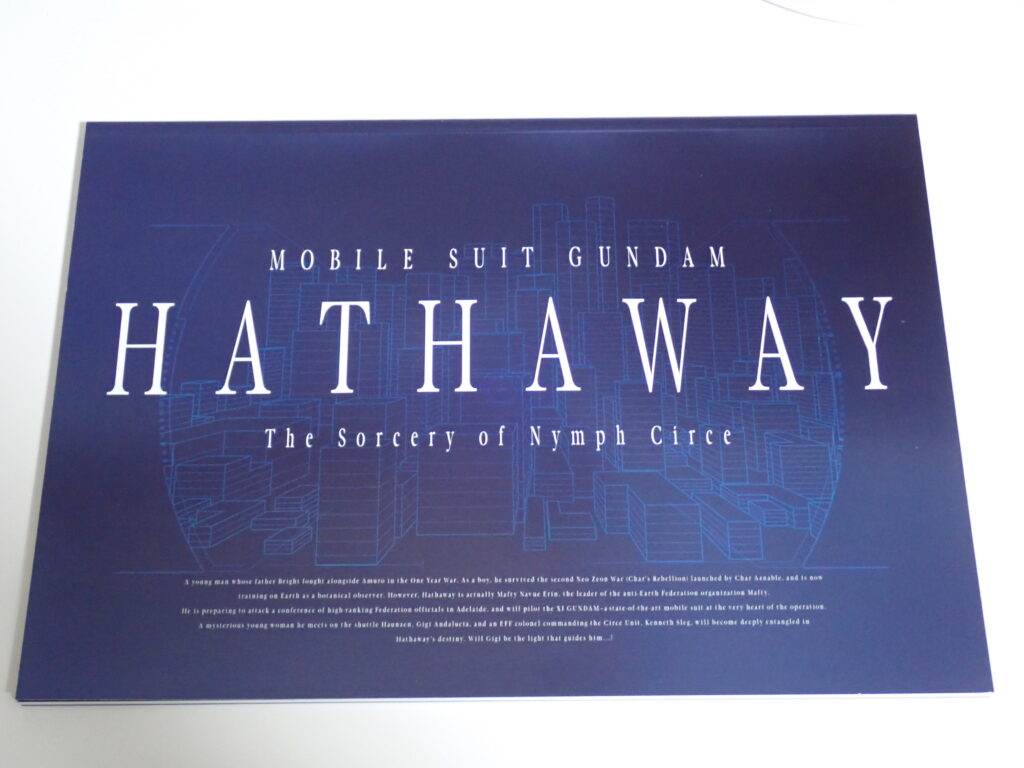 MOBILE SUIT GUNDAM
HATHAWAY
The Sorcery of Nymph Circe
A young man whose father Bright fought alongside Amuro in the One Year War. As a boy, he survived the second Neo Zeon War (Char's Rebellion) launched by Char Aznable, and is now
training on Earth as a botanical observer. However, Hathaway is actually Mafty Navue Erin, the leader of the anti-Earth Federation organization Mafty.
He is preparing to attack a conference of high-ranking Federation officials in Adelaide, and will pilot the XI GUNDAM–a state-of-the-art mobile suit at the very heart of the operation.
A mysterious young woman he meets on the shuttle Haunzen, Gigi Andalucia, and an EFF colonel commanding the Circe Unit, Kenneth Sleg, will become deeply entangled in
Hathaway's destiny. Will Gigi be the light that guides him...?